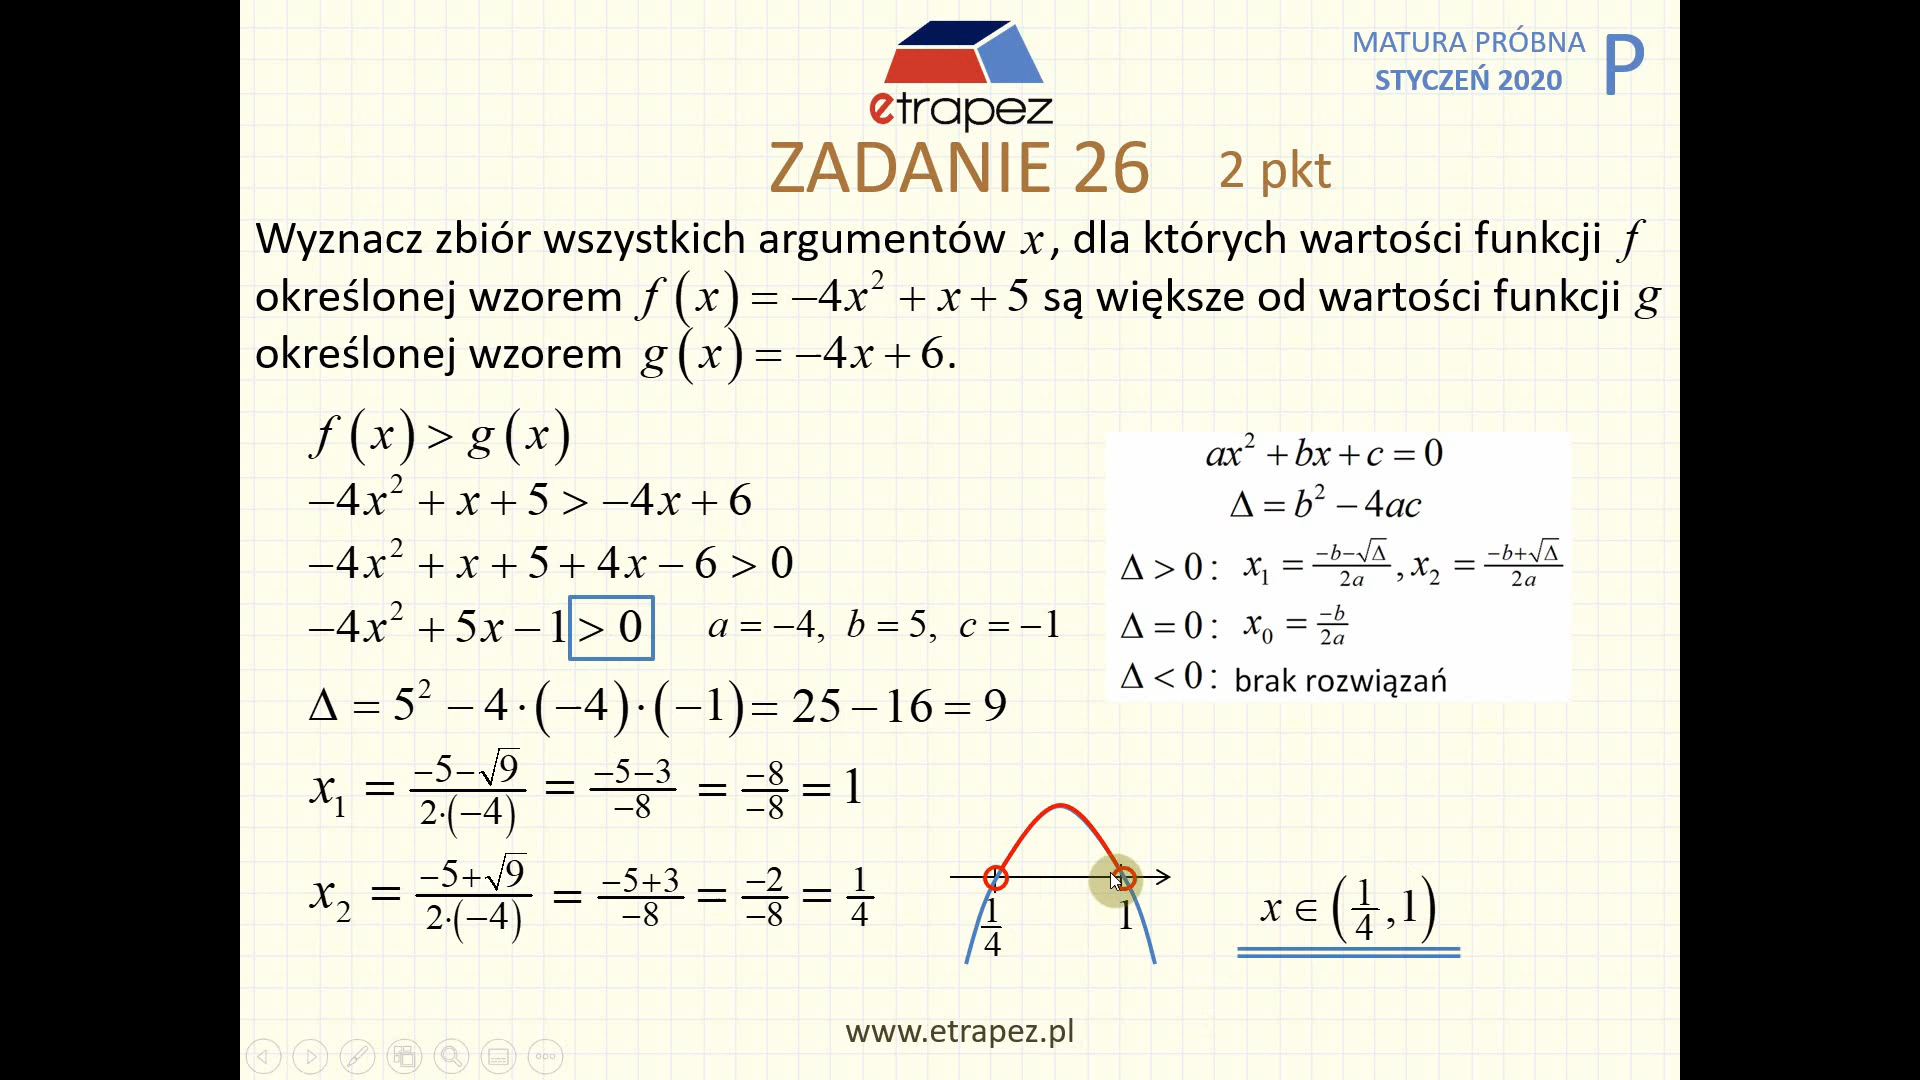 MATURA PRÓBNA
STYCZEŃ 2020
P
etrapez
ZADANIE 26 2 pkt
Wyznacz zbiór wszystkich argumentów x, dla których wartości funkcji f
określonej wzorem f(x) = −4x² + x + 5 są większe od wartości funkcji g
określonej wzorem g(x) = −4x + 6.
f(x) > g(x)
−4x² + x + 5 > −4x + 6
−4x² + x + 5 + 4x − 6 > 0
−4x² + 5x − 1 > 0 a = −4, b = 5, c = −1
Δ = 5² − 4·(−4)·(−1) = 25 − 16 = 9
x₁ = (−5−√9)/(2·(−4)) = (−5−3)/(−8) = (−8)/(−8) = 1
x₂ = (−5+√9)/(2·(−4)) = (−5+3)/(−8) = (−2)/(−8) = 1/4
ax² + bx + c = 0
Δ = b² − 4ac
Δ > 0 : x₁ = (−b−√Δ)/(2a), x₂ = (−b+√Δ)/(2a)
Δ = 0 : x₀ = (−b)/(2a)
Δ < 0 : brak rozwiązań
1/4 1
x ∈ (1/4, 1)
www.etrapez.pl